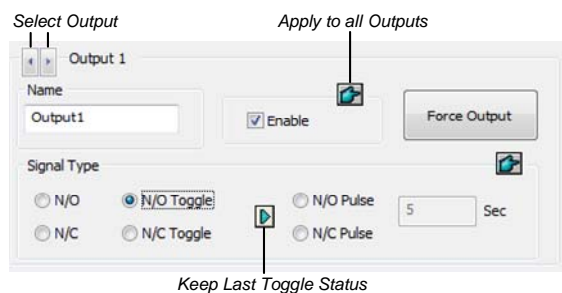 Select Output
Apply to all Outputs
Output 1
Name
Output1
Enable
Force Output
Signal Type
N/O
N/O Toggle
N/O Pulse
5
Sec
N/C
N/C Toggle
N/C Pulse
Keep Last Toggle Status